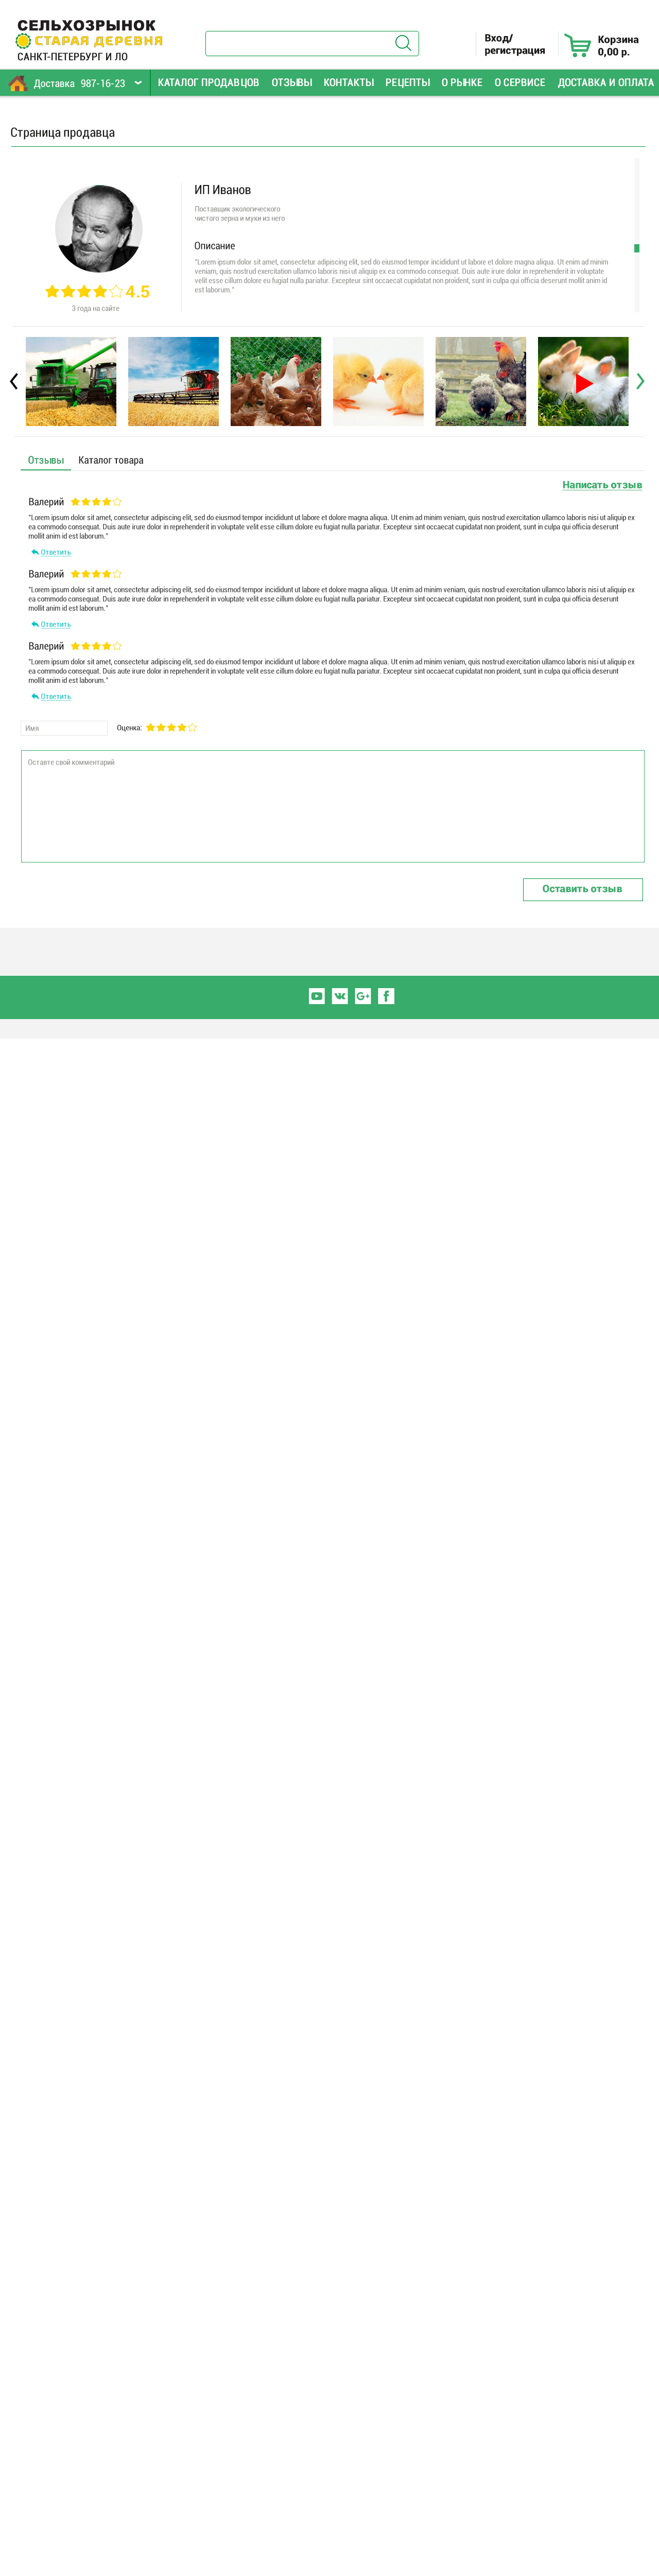 СЕЛЬХОЗРЫНОК
СТАРАЯ ДЕРЕВНЯ
САНКТ-ПЕТЕРБУРГ И ЛО
Вход/
регистрация
Корзина
0,00 р.
Доставка 987-16-23 КАТАЛОГ ПРОДАВЦОВ ОТЗЫВЫ КОНТАКТЫ РЕЦЕПТЫ О РЫНКЕ О СЕРВИСЕ ДОСТАВКА И ОПЛАТА
Страница продавца
ИП Иванов
Поставщик экологического
чистого зерна и муки из него
Описание
"Lorem ipsum dolor sit amet, consectetur adipiscing elit, sed do eiusmod tempor incididunt ut labore et dolore magna aliqua. Ut enim ad minim
veniam, quis nostrud exercitation ullamco laboris nisi ut aliquip ex ea commodo consequat. Duis aute irure dolor in reprehenderit in voluptate
velit esse cillum dolore eu fugiat nulla pariatur. Excepteur sint occaecat cupidatat non proident, sunt in culpa qui officia deserunt mollit anim id
est laborum."
4.5
3 года на сайте
Отзывы Каталог товара
Написать отзыв
Валерий
"Lorem ipsum dolor sit amet, consectetur adipiscing elit, sed do eiusmod tempor incididunt ut labore et dolore magna aliqua. Ut enim ad minim veniam, quis nostrud exercitation ullamco laboris nisi ut aliquip ex
ea commodo consequat. Duis aute irure dolor in reprehenderit in voluptate velit esse cillum dolore eu fugiat nulla pariatur. Excepteur sint occaecat cupidatat non proident, sunt in culpa qui officia deserunt
mollit anim id est laborum."
Ответить
Валерий
"Lorem ipsum dolor sit amet, consectetur adipiscing elit, sed do eiusmod tempor incididunt ut labore et dolore magna aliqua. Ut enim ad minim veniam, quis nostrud exercitation ullamco laboris nisi ut aliquip ex
ea commodo consequat. Duis aute irure dolor in reprehenderit in voluptate velit esse cillum dolore eu fugiat nulla pariatur. Excepteur sint occaecat cupidatat non proident, sunt in culpa qui officia deserunt
mollit anim id est laborum."
Ответить
Валерий
"Lorem ipsum dolor sit amet, consectetur adipiscing elit, sed do eiusmod tempor incididunt ut labore et dolore magna aliqua. Ut enim ad minim veniam, quis nostrud exercitation ullamco laboris nisi ut aliquip ex
ea commodo consequat. Duis aute irure dolor in reprehenderit in voluptate velit esse cillum dolore eu fugiat nulla pariatur. Excepteur sint occaecat cupidatat non proident, sunt in culpa qui officia deserunt
mollit anim id est laborum."
Ответить
Имя Оценка:
Оставте свой комментарий
Оставить отзыв